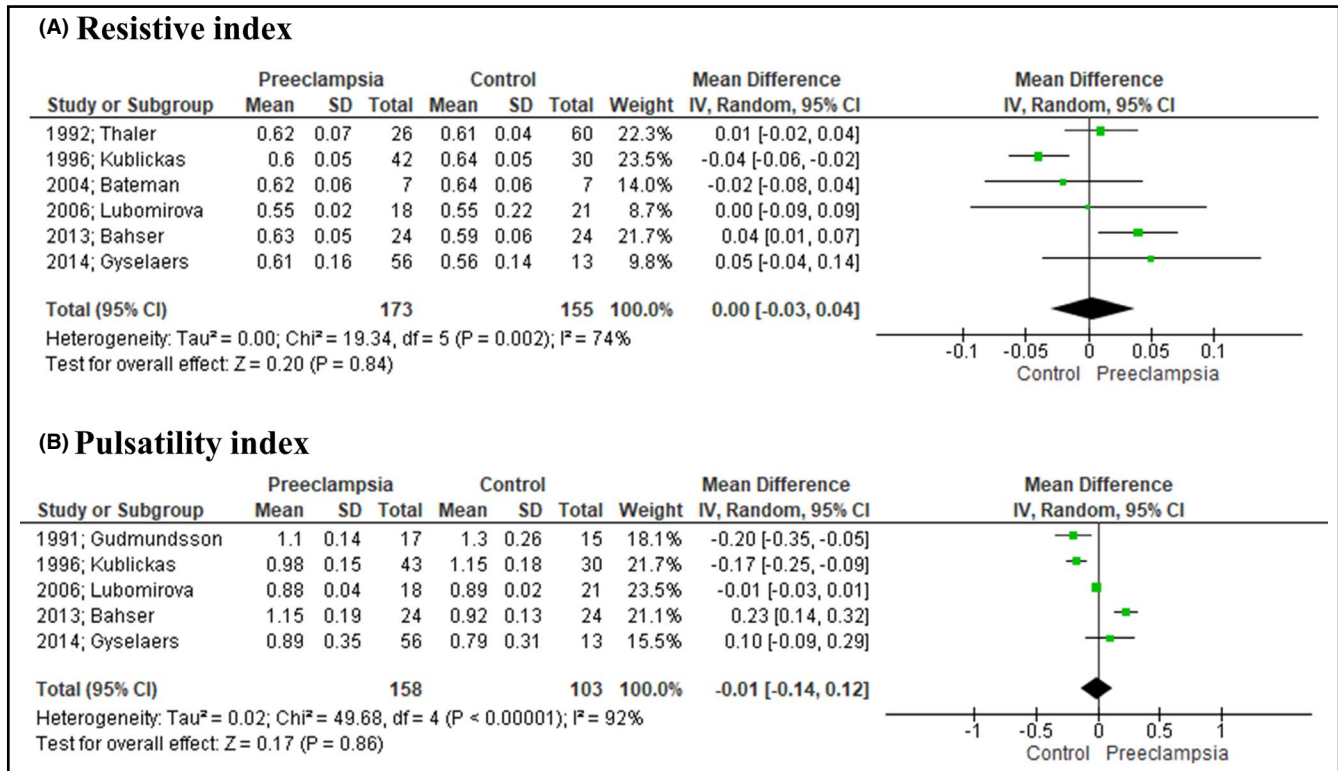 (A) Resistive index
Preeclampsia Control Mean Difference Mean Difference
Study or Subgroup Mean SD Total Mean SD Total Weight IV, Random, 95% CI IV, Random, 95% CI
1992; Thaler 0.62 0.07 26 0.61 0.04 60 22.3% 0.01 [-0.02, 0.04]
1996; Kublickas 0.6 0.05 42 0.64 0.05 30 23.5% -0.04 [-0.06, -0.02]
2004; Bateman 0.62 0.06 7 0.64 0.06 7 14.0% -0.02 [-0.08, 0.04]
2006; Lubomirova 0.55 0.02 18 0.55 0.22 21 8.7% 0.00 [-0.09, 0.09]
2013; Bahser 0.63 0.05 24 0.59 0.06 24 21.7% 0.04 [0.01, 0.07]
2014; Gyselaers 0.61 0.16 56 0.56 0.14 13 9.8% 0.05 [-0.04, 0.14]
Total (95% CI) 173 155 100.0% 0.00 [-0.03, 0.04]
Heterogeneity: Tau² = 0.00; Chi² = 19.34, df = 5 (P = 0.002); I² = 74%
Test for overall effect: Z = 0.20 (P = 0.84)
-0.1 -0.05 0 0.05 0.1
Control Preeclampsia
(B) Pulsatility index
Preeclampsia Control Mean Difference Mean Difference
Study or Subgroup Mean SD Total Mean SD Total Weight IV, Random, 95% CI IV, Random, 95% CI
1991; Gudmundsson 1.1 0.14 17 1.3 0.26 15 18.1% -0.20 [-0.35, -0.05]
1996; Kublickas 0.98 0.15 43 1.15 0.18 30 21.7% -0.17 [-0.25, -0.09]
2006; Lubomirova 0.88 0.04 18 0.89 0.02 21 23.5% -0.01 [-0.03, 0.01]
2013; Bahser 1.15 0.19 24 0.92 0.13 24 21.1% 0.23 [0.14, 0.32]
2014; Gyselaers 0.89 0.35 56 0.79 0.31 13 15.5% 0.10 [-0.09, 0.29]
Total (95% CI) 158 103 100.0% -0.01 [-0.14, 0.12]
Heterogeneity: Tau² = 0.02; Chi² = 49.68, df = 4 (P < 0.00001); I² = 92%
Test for overall effect: Z = 0.17 (P = 0.86)
-1 -0.5 0 0.5 1
Control Preeclampsia